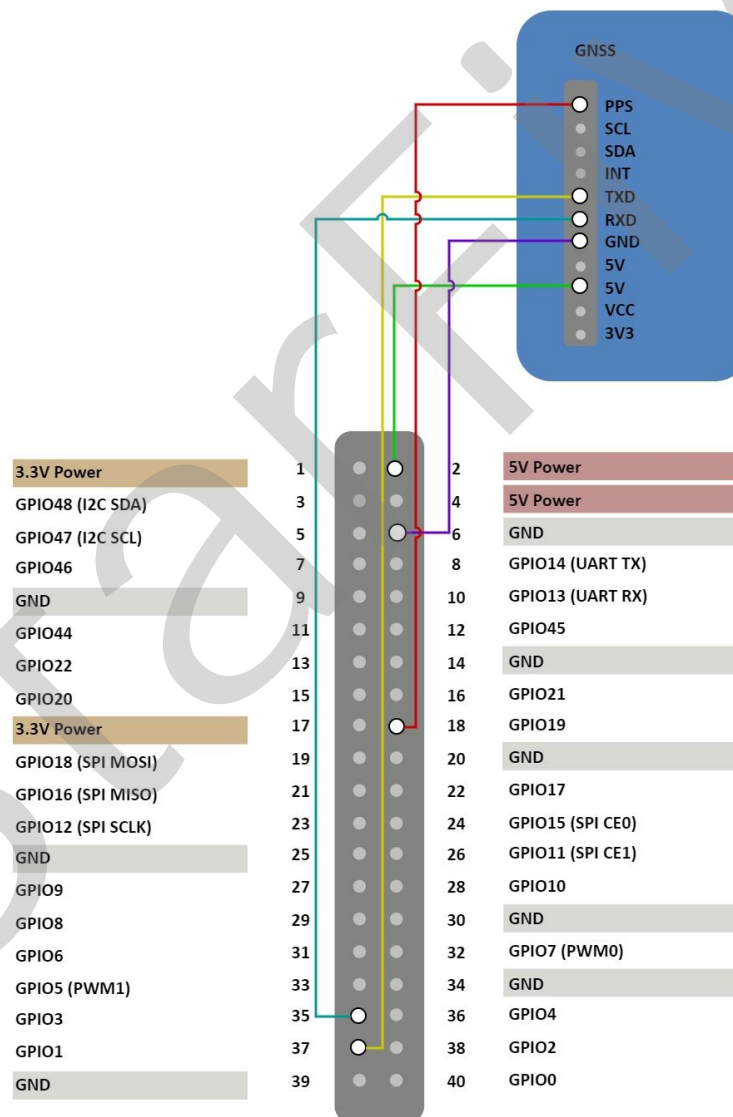 GNSS
PPS
SCL
SDA
INT
TXD
RXD
GND
5V
5V
VCC
3V3
3.3V Power 1 2 5V Power
GPIO48 (I2C SDA) 3 4 5V Power
GPIO47 (I2C SCL) 5 6 GND
GPIO46 7 8 GPIO14 (UART TX)
GND 9 10 GPIO13 (UART RX)
GPIO44 11 12 GPIO45
GPIO22 13 14 GND
GPIO20 15 16 GPIO21
3.3V Power 17 18 GPIO19
GPIO18 (SPI MOSI) 19 20 GND
GPIO16 (SPI MISO) 21 22 GPIO17
GPIO12 (SPI SCLK) 23 24 GPIO15 (SPI CE0)
GND 25 26 GPIO11 (SPI CE1)
GPIO9 27 28 GPIO10
GPIO8 29 30 GND
GPIO6 31 32 GPIO7 (PWM0)
GPIO5 (PWM1) 33 34 GND
GPIO3 35 36 GPIO4
GPIO1 37 38 GPIO2
GND 39 40 GPIO0